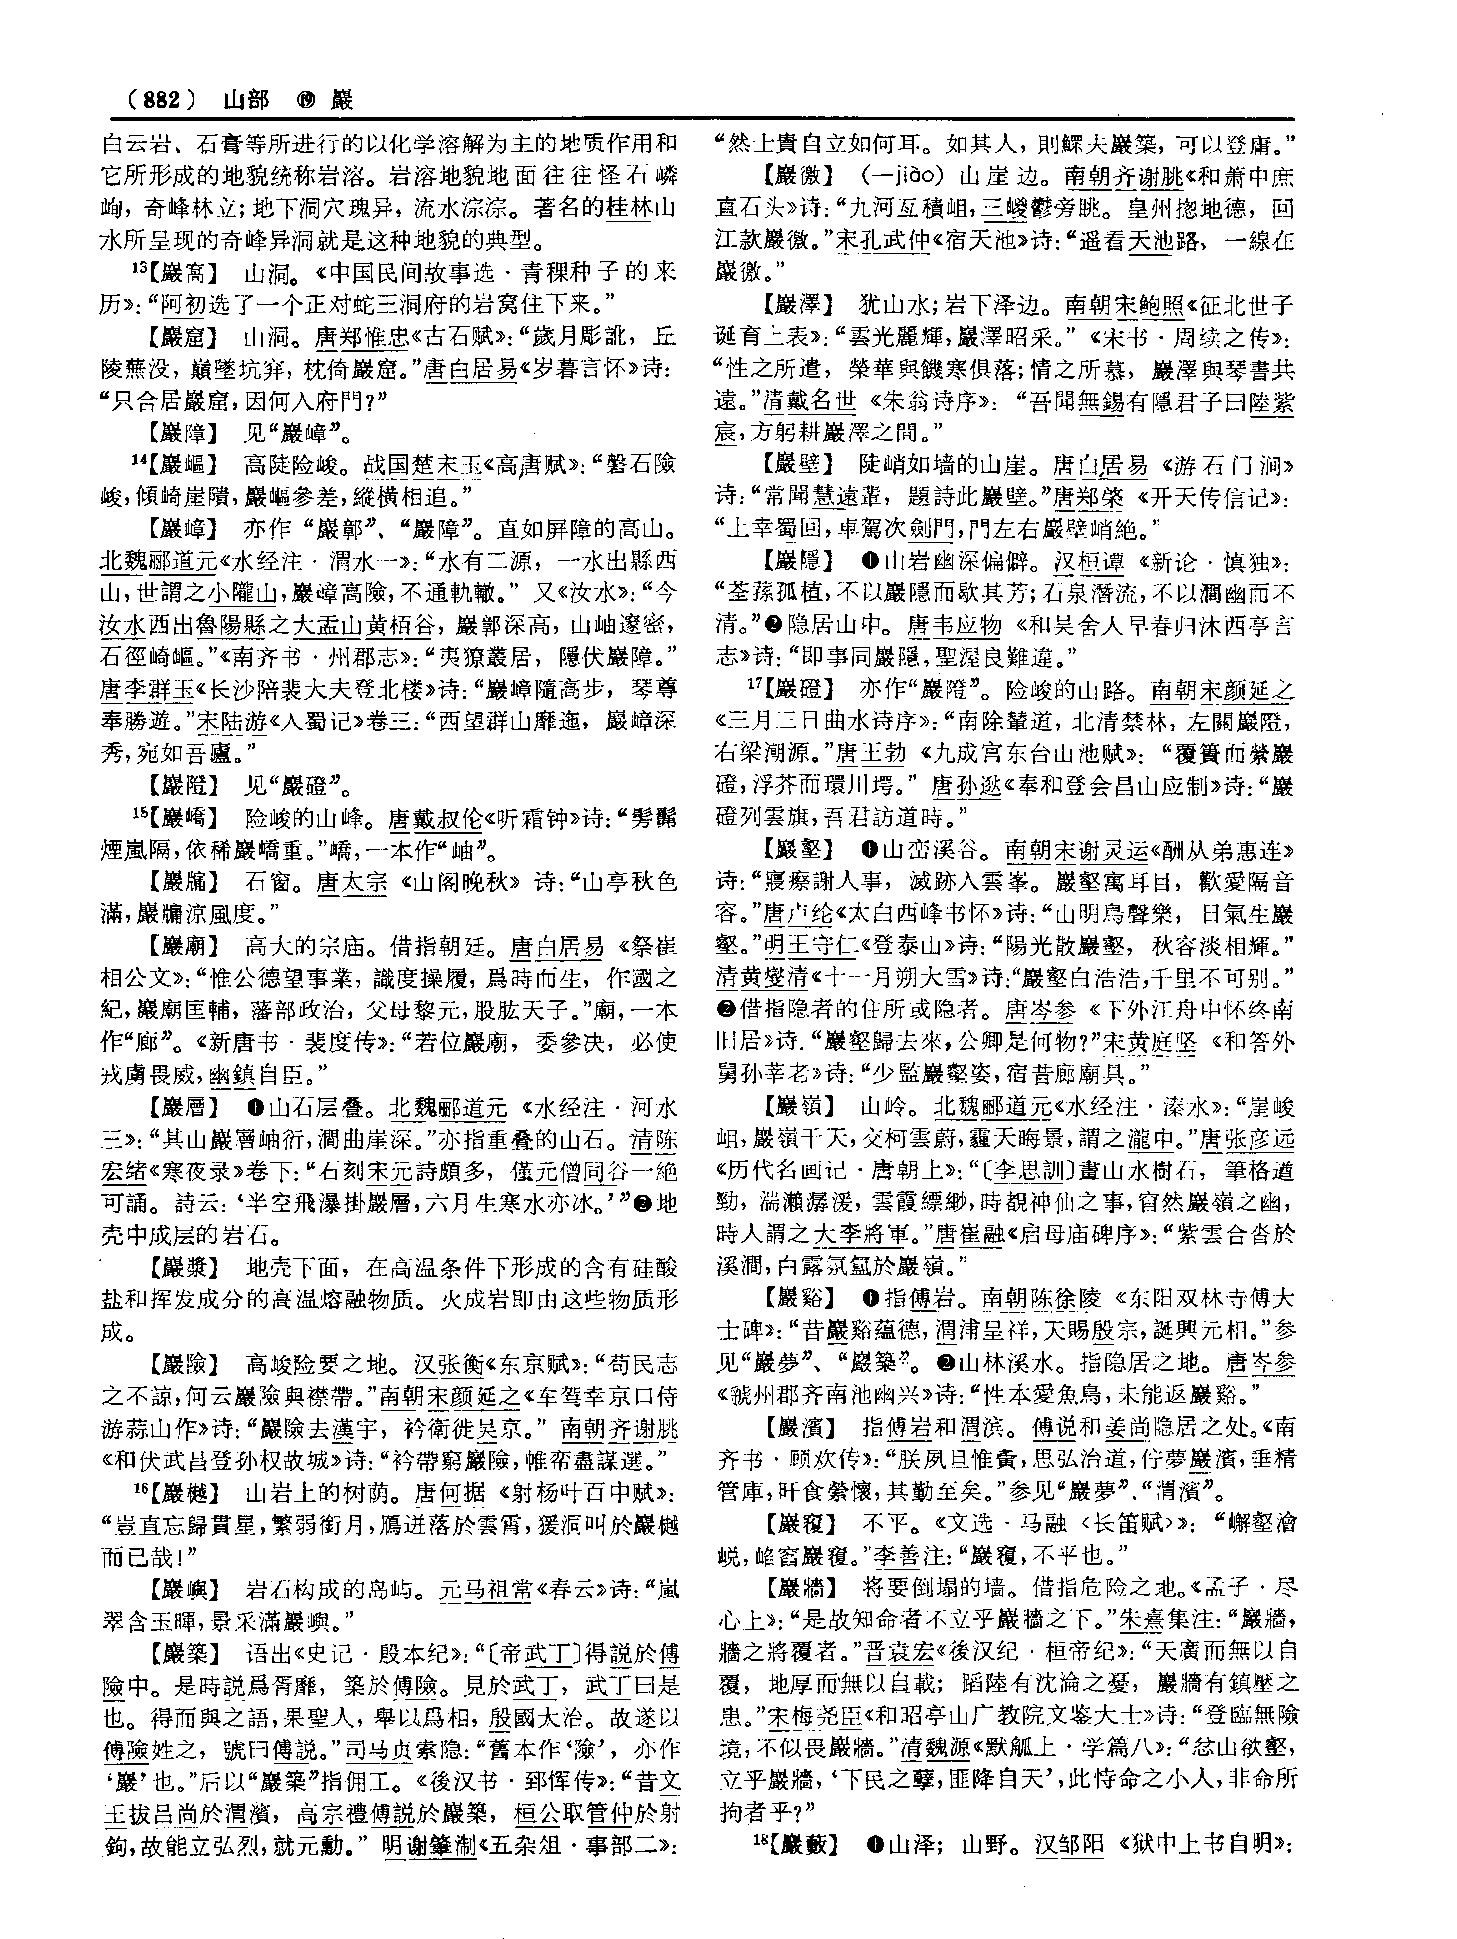 （882） 山部 ⑲ 巖
白云岩、石膏等所进行的以化学溶解为主的地质作用和
它所形成的地貌统称岩溶。岩溶地貌地面往往怪石嶙
峋，奇峰林立；地下洞穴瑰异，流水淙淙。著名的桂林山
水所呈现的奇峰异洞就是这种地貌的典型。
¹³【巖窝】 山洞。《中国民间故事选·青稞种子的来
历》：“阿初选了一个正对蛇三洞府的岩窝住下来。”
【巖窟】 山洞。唐郑惟忠《古石赋》：“歲月彫訛，丘
陵蕪没，巔墜坑穽，枕倚巖窟。”唐白居易《岁暮言怀》诗：
“只合居巖窟，因何入府門？”
【巖障】 见“巖嶂”。
¹⁴【巖嶇】 高陡险峻。战国楚宋玉《高唐赋》：“磐石險
峻，傾崎崖隤，巖嶇參差，縱横相追。”
【巖嶂】 亦作“巖鄣”、“巖障”。直如屏障的高山。
北魏郦道元《水经注·渭水一》：“水有二源，一水出縣西
山，世謂之小隴山，巖嶂高險，不通軌轍。” 又《汝水》：“今
汝水西出魯陽縣之大盂山黄栢谷，巖鄣深高，山岫邃密，
石徑崎嶇。”《南齐书·州郡志》：“夷獠叢居，隱伏巖障。”
唐李群玉《长沙陪裴大夫登北楼》诗：“巖嶂隨高步，琴尊
奉勝遊。”宋陆游《入蜀记》卷三：“西望群山靡迤，巖嶂深
秀，宛如吾廬。”
【巖隥】 见“巖磴”。
¹⁵【巖嶠】 险峻的山峰。唐戴叔伦《听霜钟》诗：“髣髴
煙嵐隔，依稀巖嶠重。”嶠，一本作“岫”。
【巖牖】 石窗。唐太宗《山阁晚秋》诗：“山亭秋色
滿，巖牖涼風度。”
【巖廟】 高大的宗庙。借指朝廷。唐白居易《祭崔
相公文》：“惟公德望事業，識度操履，爲時而生，作國之
紀，巖廟匡輔，藩部政治，父母黎元，股肱天子。”廟，一本
作“廊”。《新唐书·裴度传》：“若位巖廟，委參决，必使
戎虜畏威，幽鎮自臣。”
【巖層】 ❶山石层叠。北魏郦道元《水经注·河水
三》：“其山巖層岫衍，澗曲崖深。”亦指重叠的山石。清陈
宏绪《寒夜录》卷下：“石刻宋元詩頗多，僅元僧同谷一絶
可誦。詩云：‘半空飛瀑掛巖層，六月生寒水亦冰。’”❷地
壳中成层的岩石。
【巖漿】 地壳下面，在高温条件下形成的含有硅酸
盐和挥发成分的高温熔融物质。火成岩即由这些物质形
成。
【巖險】 高峻险要之地。汉张衡《东京赋》：“苟民志
之不諒，何云巖險與襟帶。”南朝宋颜延之《车驾幸京口侍
游蒜山作》诗：“巖險去漢宇，衿衛徙吴京。” 南朝齐谢朓
《和伏武昌登孙权故城》诗：“衿帶窮巖險，帷帟盡謀選。”
¹⁶【巖樾】 山岩上的树荫。唐何据《射杨叶百中赋》：
“豈直忘歸貫星，繁弱銜月，鴈迸落於雲霄，猨洞叫於巖樾
而已哉！”
【巖嶼】 岩石构成的岛屿。元马祖常《春云》诗：“嵐
翠含玉暉，景采滿巖嶼。”
【巖築】 语出《史记·殷本纪》：“〔帝武丁〕得説於傅
險中。是時説爲胥靡，築於傅險。見於武丁，武丁曰是
也。得而與之語，果聖人，舉以爲相，殷國大治。故遂以
傅險姓之，號曰傅説。”司马贞索隐：“舊本作‘險’，亦作
‘巖’也。”后以“巖築”指佣工。《後汉书·郅恽传》：“昔文
王拔吕尚於渭濱，高宗禮傅説於巖築，桓公取管仲於射
鉤，故能立弘烈，就元勳。” 明谢肇淛《五杂俎·事部二》：
“然上貴自立如何耳。如其人，則鰥夫巖築，可以登庸。”
【巖徼】 （—jiào）山崖边。南朝齐谢朓《和萧中庶
直石头》诗：“九河亙積岨，三嵕鬱旁眺。皇州揔地德，回
江款巖徼。”宋孔武仲《宿天池》诗：“遥看天池路，一線在
巖徼。”
【巖澤】 犹山水；岩下泽边。南朝宋鲍照《征北世子
诞育上表》：“雲光麗輝，巖澤昭采。”《宋书·周续之传》：
“性之所遣，榮華與饑寒俱落；情之所慕，巖澤與琴書共
遠。”清戴名世《朱翁诗序》：“吾聞無錫有隱君子曰陸紫
宸，方躬耕巖澤之間。”
【巖壁】 陡峭如墙的山崖。唐白居易《游石门涧》
诗：“常聞慧遠輩，題詩此巖壁。”唐郑棨《开天传信记》：
“上幸蜀回，車駕次劍門，門左右巖壁峭絶。”
【巖隱】 ❶山岩幽深偏僻。汉桓谭《新论·慎独》：
“荃蓀孤植，不以巖隱而歇其芳；石泉潛流，不以澗幽而不
清。”❷隐居山中。唐韦应物《和吴舍人早春归沐西亭言
志》诗：“即事同巖隱，聖渥良難違。”
¹⁷【巖磴】 亦作“巖隥”。险峻的山路。南朝宋颜延之
《三月三日曲水诗序》：“南除輦道，北清禁林，左關巖隥，
右梁潮源。”唐王勃《九成宫东台山池赋》：“覆簣而縈巖
磴，浮芥而環川堮。” 唐孙逖《奉和登会昌山应制》诗：“巖
磴列雲旗，吾君訪道時。”
【巖壑】 ❶山峦溪谷。南朝宋谢灵运《酬从弟惠连》
诗：“寢瘵謝人事，滅跡入雲峯。巖壑寓耳目，歡愛隔音
容。”唐卢纶《太白西峰书怀》诗：“山明鳥聲樂，日氣生巖
壑。”明王守仁《登泰山》诗：“陽光散巖壑，秋容淡相輝。”
清黄燮清《十一月朔大雪》诗：“巖壑白浩浩，千里不可别。”
❷借指隐者的住所或隐者。唐岑参《下外江舟中怀终南
旧居》诗：“巖壑歸去來，公卿是何物？”宋黄庭坚《和答外
舅孙莘老》诗：“少監巖壑姿，宿昔廊廟具。”
【巖嶺】 山岭。北魏郦道元《水经注·溱水》：“崖峻
岨，巖嶺干天，交柯雲蔚，霾天晦景，謂之瀧中。”唐张彦远
《历代名画记·唐朝上》：“〔李思訓〕畫山水樹石，筆格遒
勁，湍瀨潺湲，雲霞縹緲，時覩神仙之事，窅然巖嶺之幽，
時人謂之大李將軍。”唐崔融《启母庙碑序》：“紫雲合沓於
溪澗，白露氛氲於巖嶺。”
【巖谿】 ❶指傅岩。南朝陈徐陵《东阳双林寺傅大
士碑》：“昔巖谿蕴德，渭浦呈祥，天賜殷宗，誕興元相。”参
见“巖夢”、“巖築”。❷山林溪水。指隐居之地。唐岑参
《虢州郡齐南池幽兴》诗：“性本愛魚鳥，未能返巖谿。”
【巖濱】 指傅岩和渭滨。傅说和姜尚隐居之处。《南
齐书·顾欢传》：“朕夙旦惟夤，思弘治道，佇夢巖濱，垂精
管庫，旰食縈懷，其勤至矣。”参见“巖夢”、“渭濱”。
【巖覆】 不平。《文选·马融〈长笛赋〉》：“嶰壑澮
㟋，㟅窞巖覆。”李善注：“巖覆，不平也。”
【巖牆】 将要倒塌的墙。借指危险之地。《孟子·尽
心上》：“是故知命者不立乎巖牆之下。”朱熹集注：“巖牆，
牆之將覆者。”晋袁宏《後汉纪·桓帝纪》：“天廣而無以自
覆，地厚而無以自載；蹈陸有沈淪之憂，巖牆有鎮壓之
患。”宋梅尧臣《和昭亭山广教院文鉴大士》诗：“登臨無險
境，不似畏巖牆。”清魏源《默觚上·学篇八》：“忿山欲壑，
立乎巖牆，‘下民之孽，匪降自天’，此恃命之小人，非命所
拘者乎？”
¹⁸【巖藪】 ❶山泽；山野。汉邹阳《狱中上书自明》：